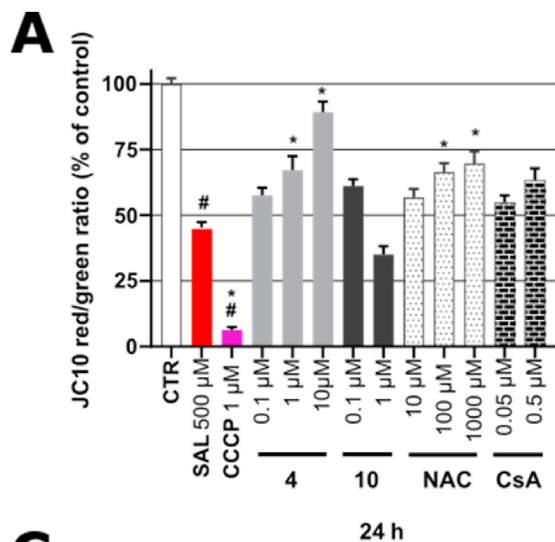 A
JC10 red/green ratio (% of control)
100
75
50
25
0
#
*
#
*
*
*
*
CTR
SAL 500 µM
CCCP 1 µM
0.1 µM
1 µM
10µM
0.1 µM
1 µM
10 µM
100 µM
1000 µM
0.05 µM
0.5 µM
4
10
NAC
CsA
24 h